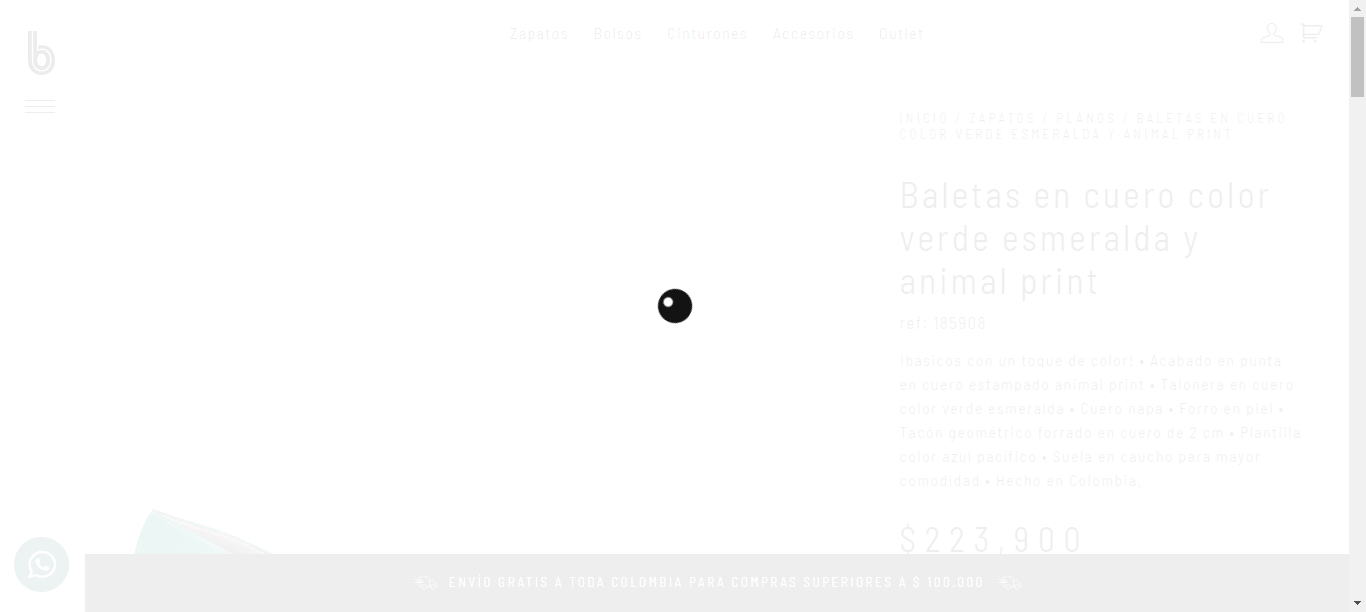 Zapatos Bolsos Cinturones Accesorios Outlet
b
INICIO / ZAPATOS / PLANOS / BALETAS EN CUERO
COLOR VERDE ESMERALDA Y ANIMAL PRINT
Baletas en cuero color
verde esmeralda y
animal print
ref: 185908
!básicos con un toque de color! • Acabado en punta
en cuero estampado animal print • Talonera en cuero
color verde esmeralda • Cuero napa • Forro en piel •
Tacón geométrico forrado en cuero de 2 cm • Plantilla
color azul pacífico • Suela en caucho para mayor
comodidad • Hecho en Colombia.
$223,900
ENVÍO GRATIS A TODA COLOMBIA PARA COMPRAS SUPERIORES A $ 100.000